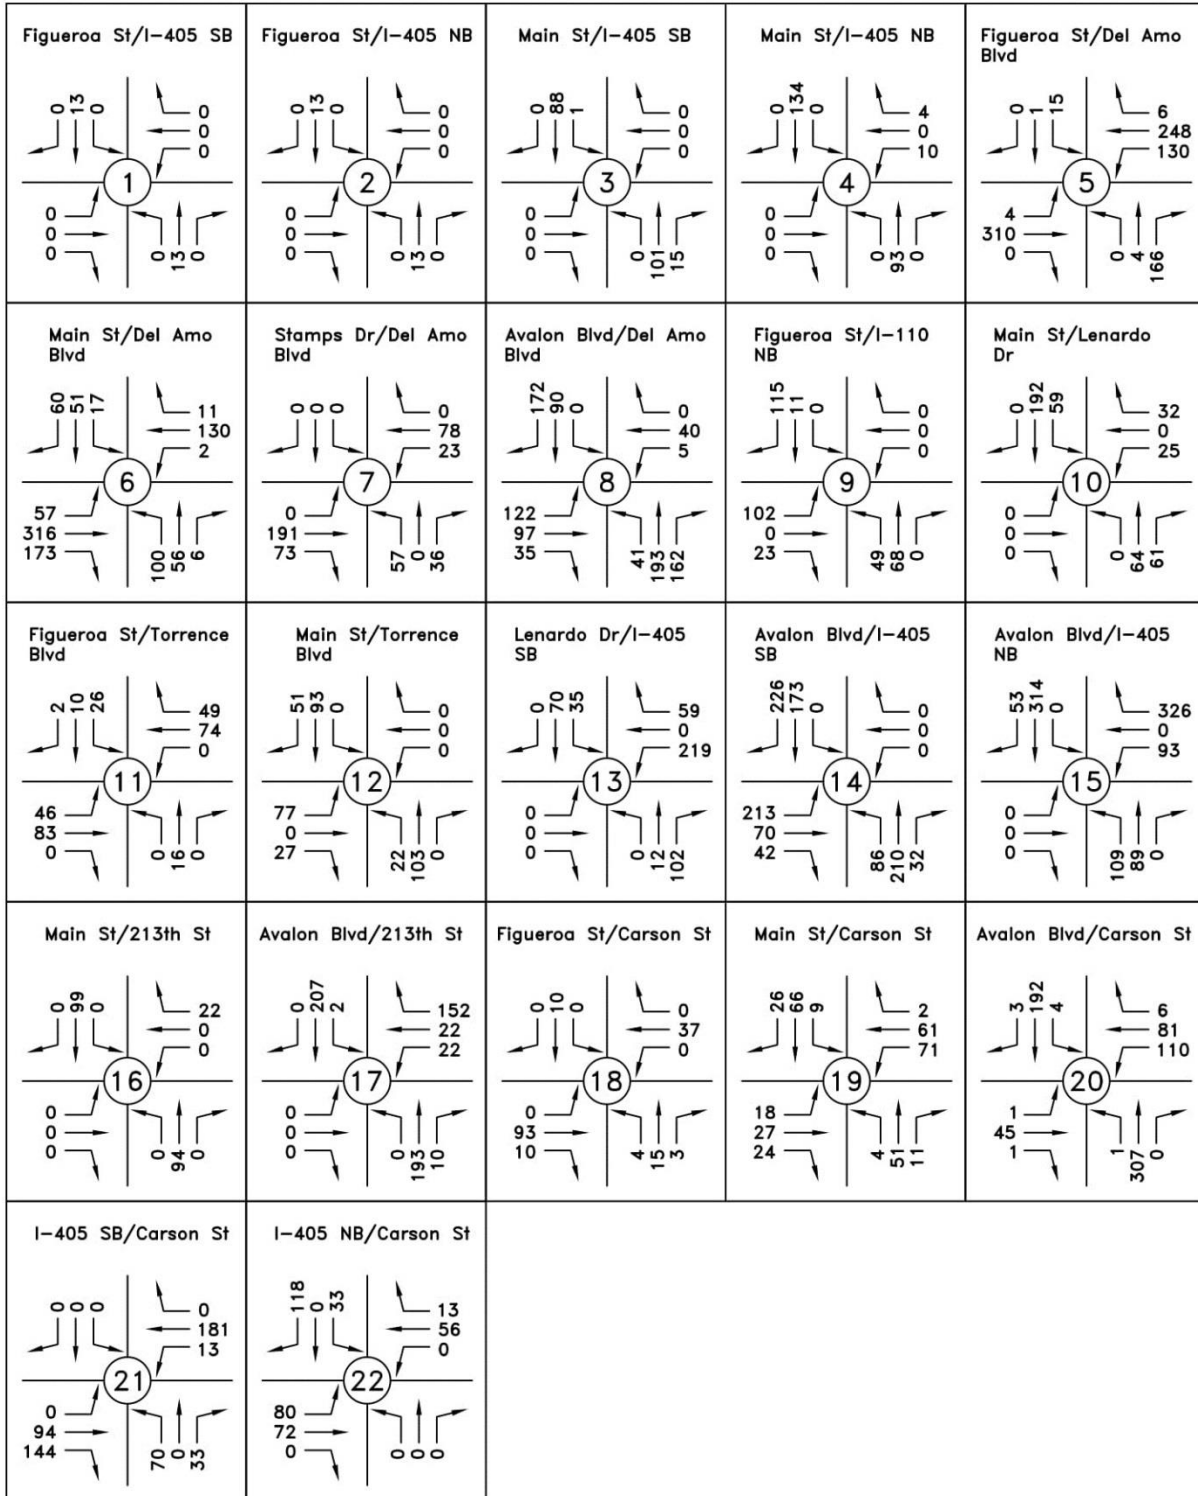 Figueroa St/I-405 SB
0 13 0
0
0
0
1
0
0
0
0 13 0
Figueroa St/I-405 NB
0 13 0
0
0
0
2
0
0
0
0 13 0
Main St/I-405 SB
0 88 1
0
0
0
3
0
0
0
0 101 15
Main St/I-405 NB
0 134 0
4
0
10
4
0
0
0
0 93 0
Figueroa St/Del Amo
Blvd
0 1 15
6
248
130
5
4
310
0
0 4 166
Main St/Del Amo
Blvd
60 51 17
11
130
2
6
57
316
173
100 56 6
Stamps Dr/Del Amo
Blvd
0 0 0
0
78
23
7
0
191
73
57 0 36
Avalon Blvd/Del Amo
Blvd
172 90 0
0
40
5
8
122
97
35
41 193 162
Figueroa St/I-110
NB
115 11 0
0
0
0
9
102
0
23
49 68 0
Main St/Lenardo
Dr
0 192 59
32
0
25
10
0
0
0
0 64 61
Figueroa St/Torrence
Blvd
2 10 26
49
74
0
11
46
83
0
0 16 0
Main St/Torrence
Blvd
51 93 0
0
0
0
12
77
0
27
22 103 0
Lenardo Dr/I-405
SB
0 70 35
59
0
219
13
0
0
0
0 12 102
Avalon Blvd/I-405
SB
226 173 0
0
0
0
14
213
70
42
86 210 32
Avalon Blvd/I-405
NB
53 314 0
326
0
93
15
0
0
0
109 89 0
Main St/213th St
0 99 0
22
0
0
16
0
0
0
0 94 0
Avalon Blvd/213th St
0 207 2
152
22
22
17
0
0
0
0 193 10
Figueroa St/Carson St
0 10 0
0
37
0
18
0
93
10
4 15 3
Main St/Carson St
26 66 9
2
61
71
19
18
27
24
4 51 11
Avalon Blvd/Carson St
3 192 4
6
81
110
20
1
45
1
1 307 0
I-405 SB/Carson St
0 0 0
0
181
13
21
0
94
144
70 0 33
I-405 NB/Carson St
118 0 33
13
56
0
22
80
72
0
0 0 0